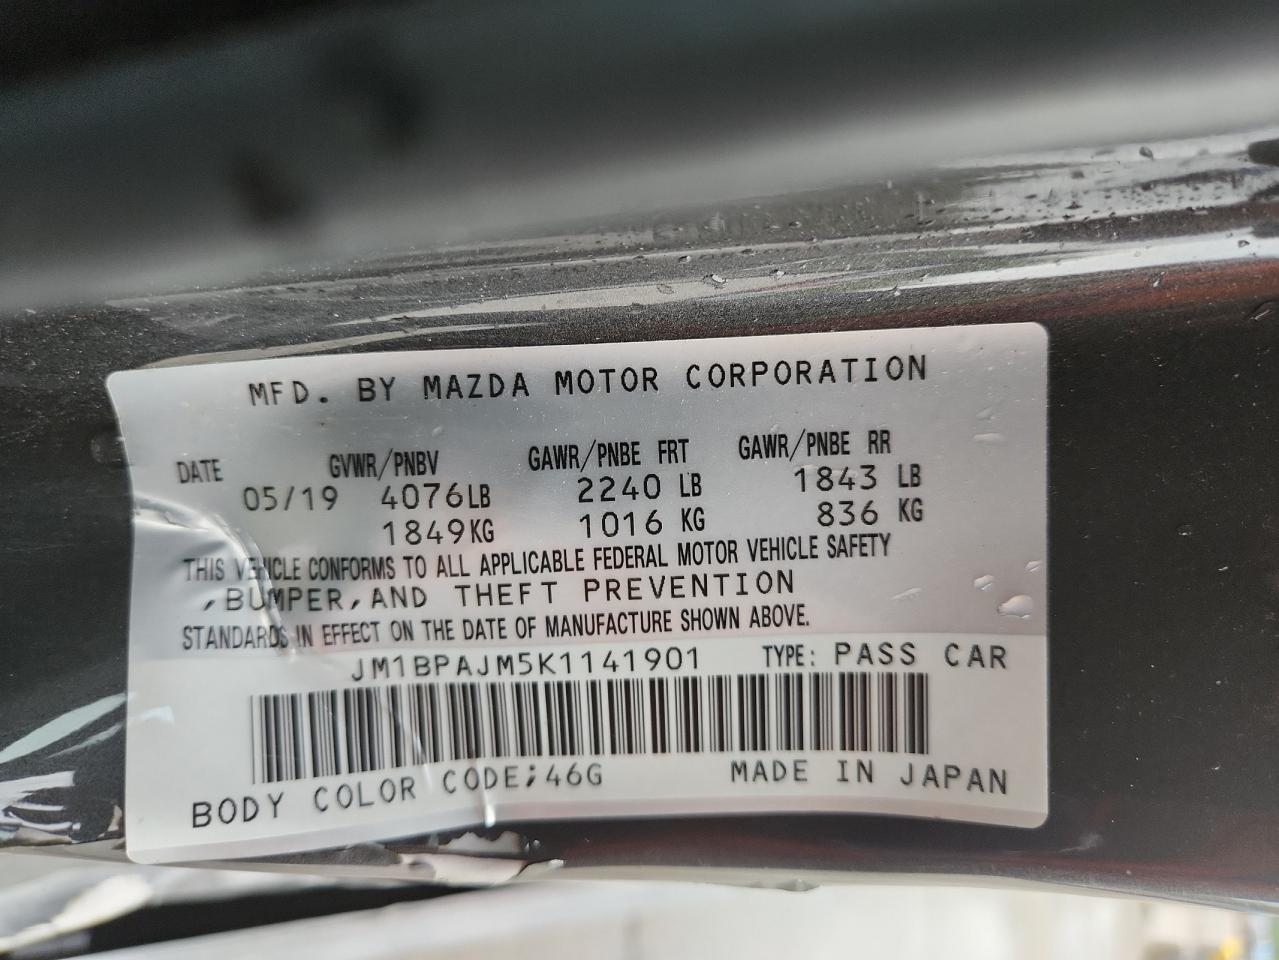 MFD. BY MAZDA MOTOR CORPORATION
DATE GVWR/PNBV GAWR/PNBE FRT GAWR/PNBE RR
05/19 4076LB 2240 LB 1843 LB
1849KG 1016 KG 836 KG
THIS VEHICLE CONFORMS TO ALL APPLICABLE FEDERAL MOTOR VEHICLE SAFETY
,BUMPER,AND THEFT PREVENTION
STANDARDS IN EFFECT ON THE DATE OF MANUFACTURE SHOWN ABOVE.
JM1BPAJM5K1141901 TYPE: PASS CAR
BODY COLOR CODE;46G MADE IN JAPAN